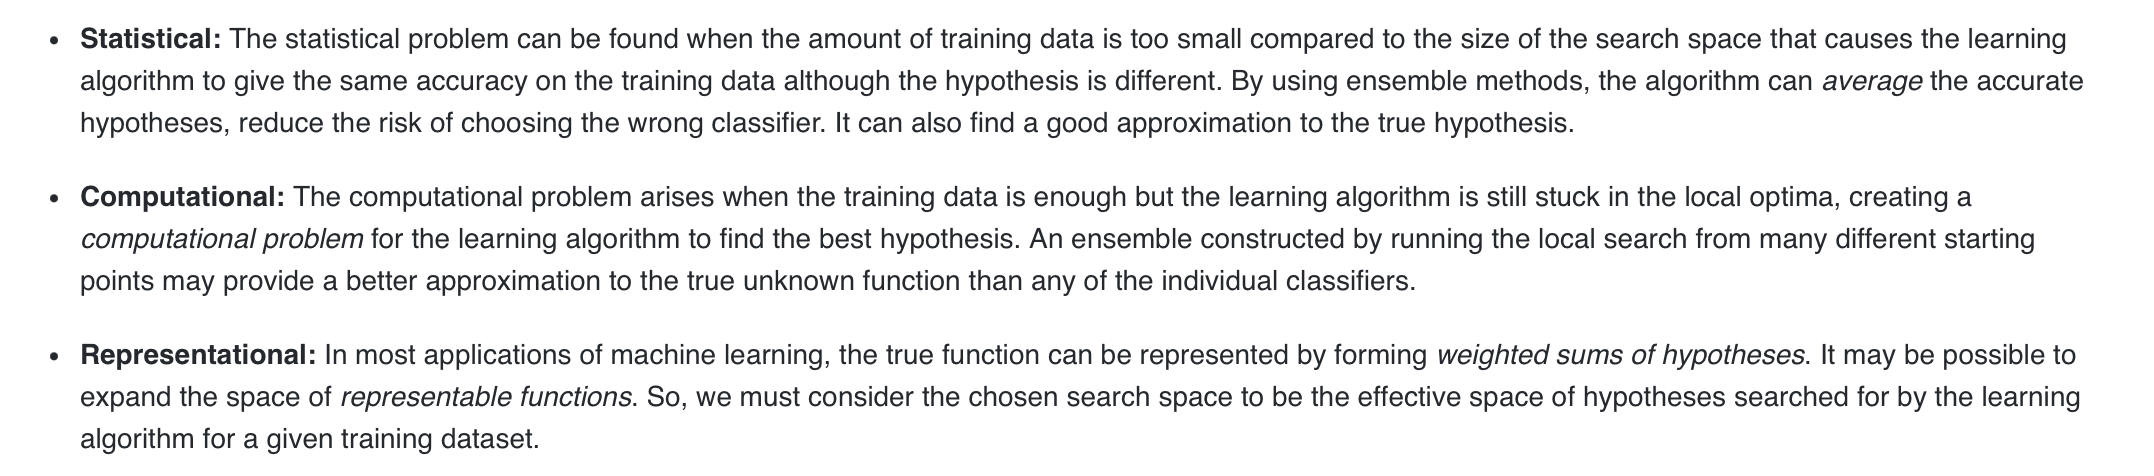 • Statistical: The statistical problem can be found when the amount of training data is too small compared to the size of the search space that causes the learning
algorithm to give the same accuracy on the training data although the hypothesis is different. By using ensemble methods, the algorithm can average the accurate
hypotheses, reduce the risk of choosing the wrong classifier. It can also find a good approximation to the true hypothesis.
• Computational: The computational problem arises when the training data is enough but the learning algorithm is still stuck in the local optima, creating a
computational problem for the learning algorithm to find the best hypothesis. An ensemble constructed by running the local search from many different starting
points may provide a better approximation to the true unknown function than any of the individual classifiers.
• Representational: In most applications of machine learning, the true function can be represented by forming weighted sums of hypotheses. It may be possible to
expand the space of representable functions. So, we must consider the chosen search space to be the effective space of hypotheses searched for by the learning
algorithm for a given training dataset.